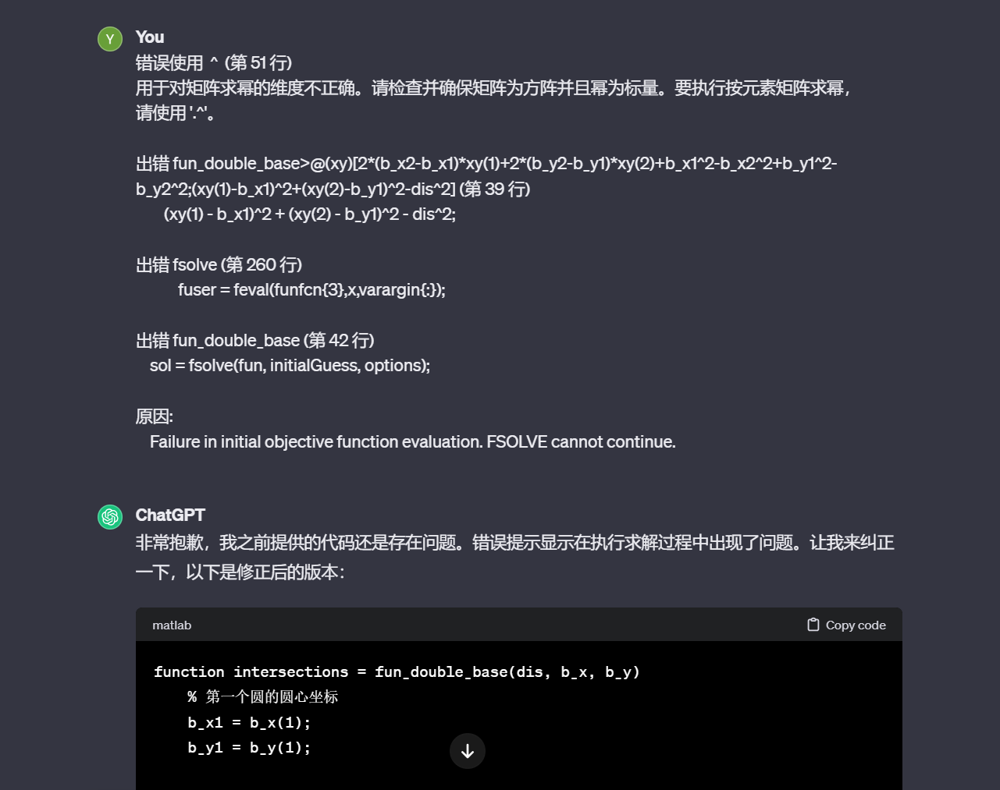 Y
You
错误使用  ^  (第 51 行)
用于对矩阵求幂的维度不正确。请检查并确保矩阵为方阵并且幂为标量。要执行按元素矩阵求幂，
请使用 '.^'。
出错 fun_double_base>@(xy)[2*(b_x2-b_x1)*xy(1)+2*(b_y2-b_y1)*xy(2)+b_x1^2-b_x2^2+b_y1^2-
b_y2^2;(xy(1)-b_x1)^2+(xy(2)-b_y1)^2-dis^2] (第 39 行)
(xy(1) - b_x1)^2 + (xy(2) - b_y1)^2 - dis^2;
出错 fsolve (第 260 行)
fuser = feval(funfcn{3},x,varargin{:});
出错 fun_double_base (第 42 行)
sol = fsolve(fun, initialGuess, options);
原因:
Failure in initial objective function evaluation. FSOLVE cannot continue.
ChatGPT
非常抱歉，我之前提供的代码还是存在问题。错误提示显示在执行求解过程中出现了问题。让我来纠正
一下，以下是修正后的版本：
matlab
Copy code
function intersections = fun_double_base(dis, b_x, b_y)
% 第一个圆的圆心坐标
b_x1 = b_x(1);
b_y1 = b_y(1);